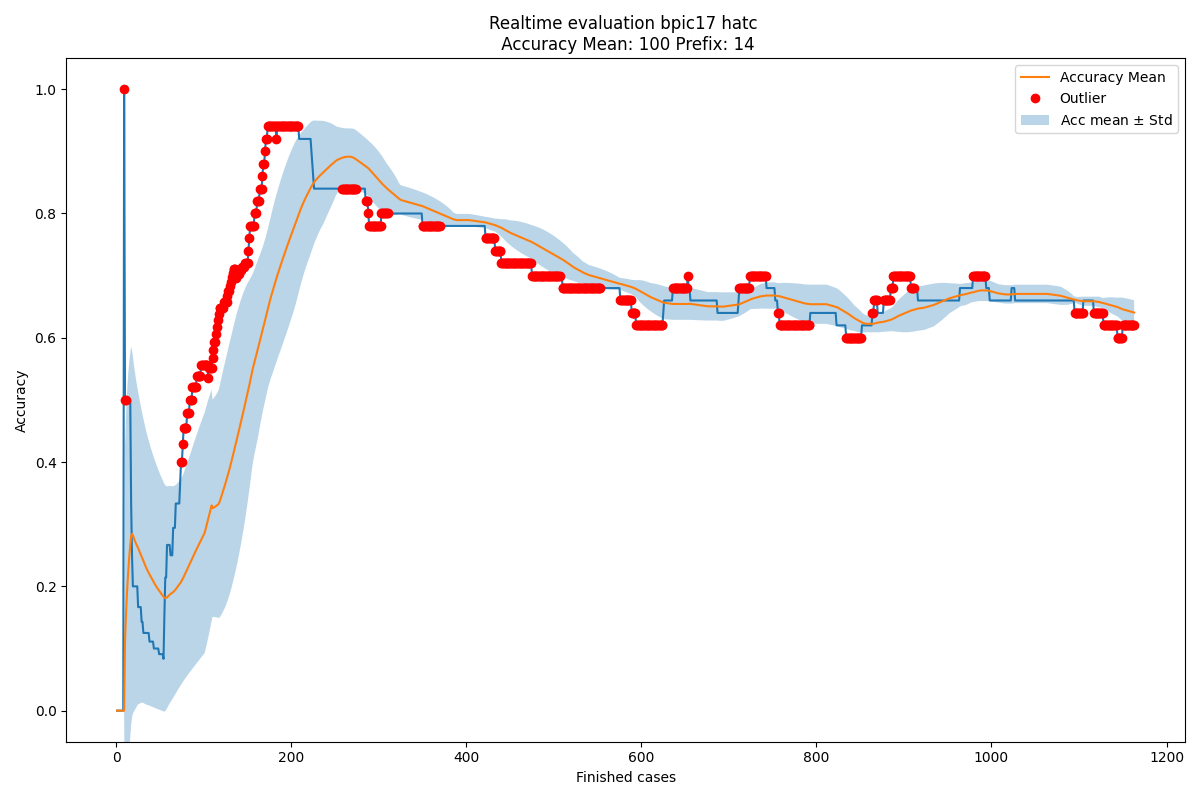 Realtime evaluation bpic17 hatc
Accuracy Mean: 100 Prefix: 14
Accuracy Mean
Outlier
Acc mean ± Std
1.0
0.8
0.6
0.4
0.2
0.0
Accuracy
0
200
400
600
800
1000
1200
Finished cases